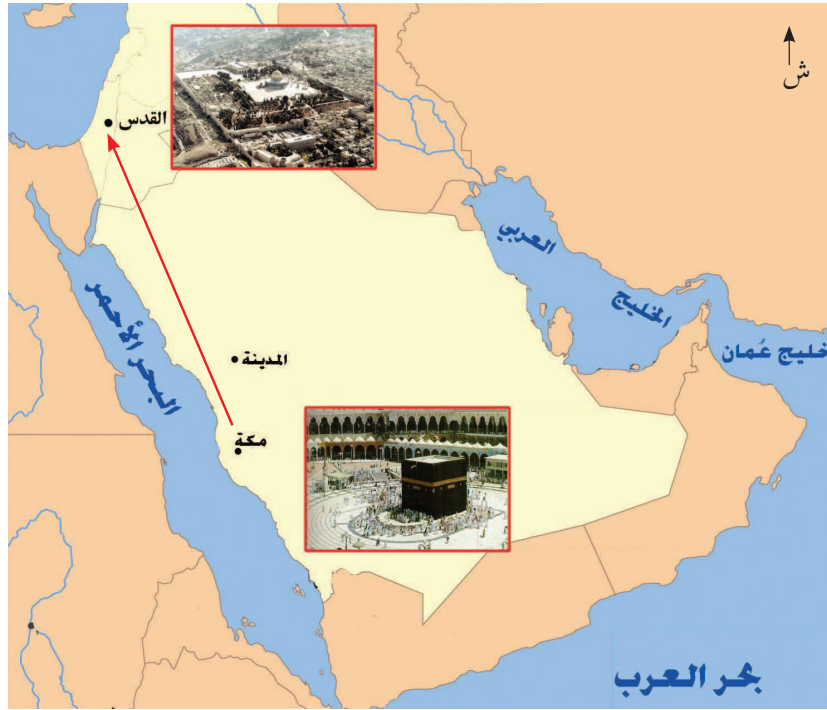 ش
القدس
العربي
الخليج
خليج عُمان
البحر الأحمر
المدينة
مكة
بحر العرب